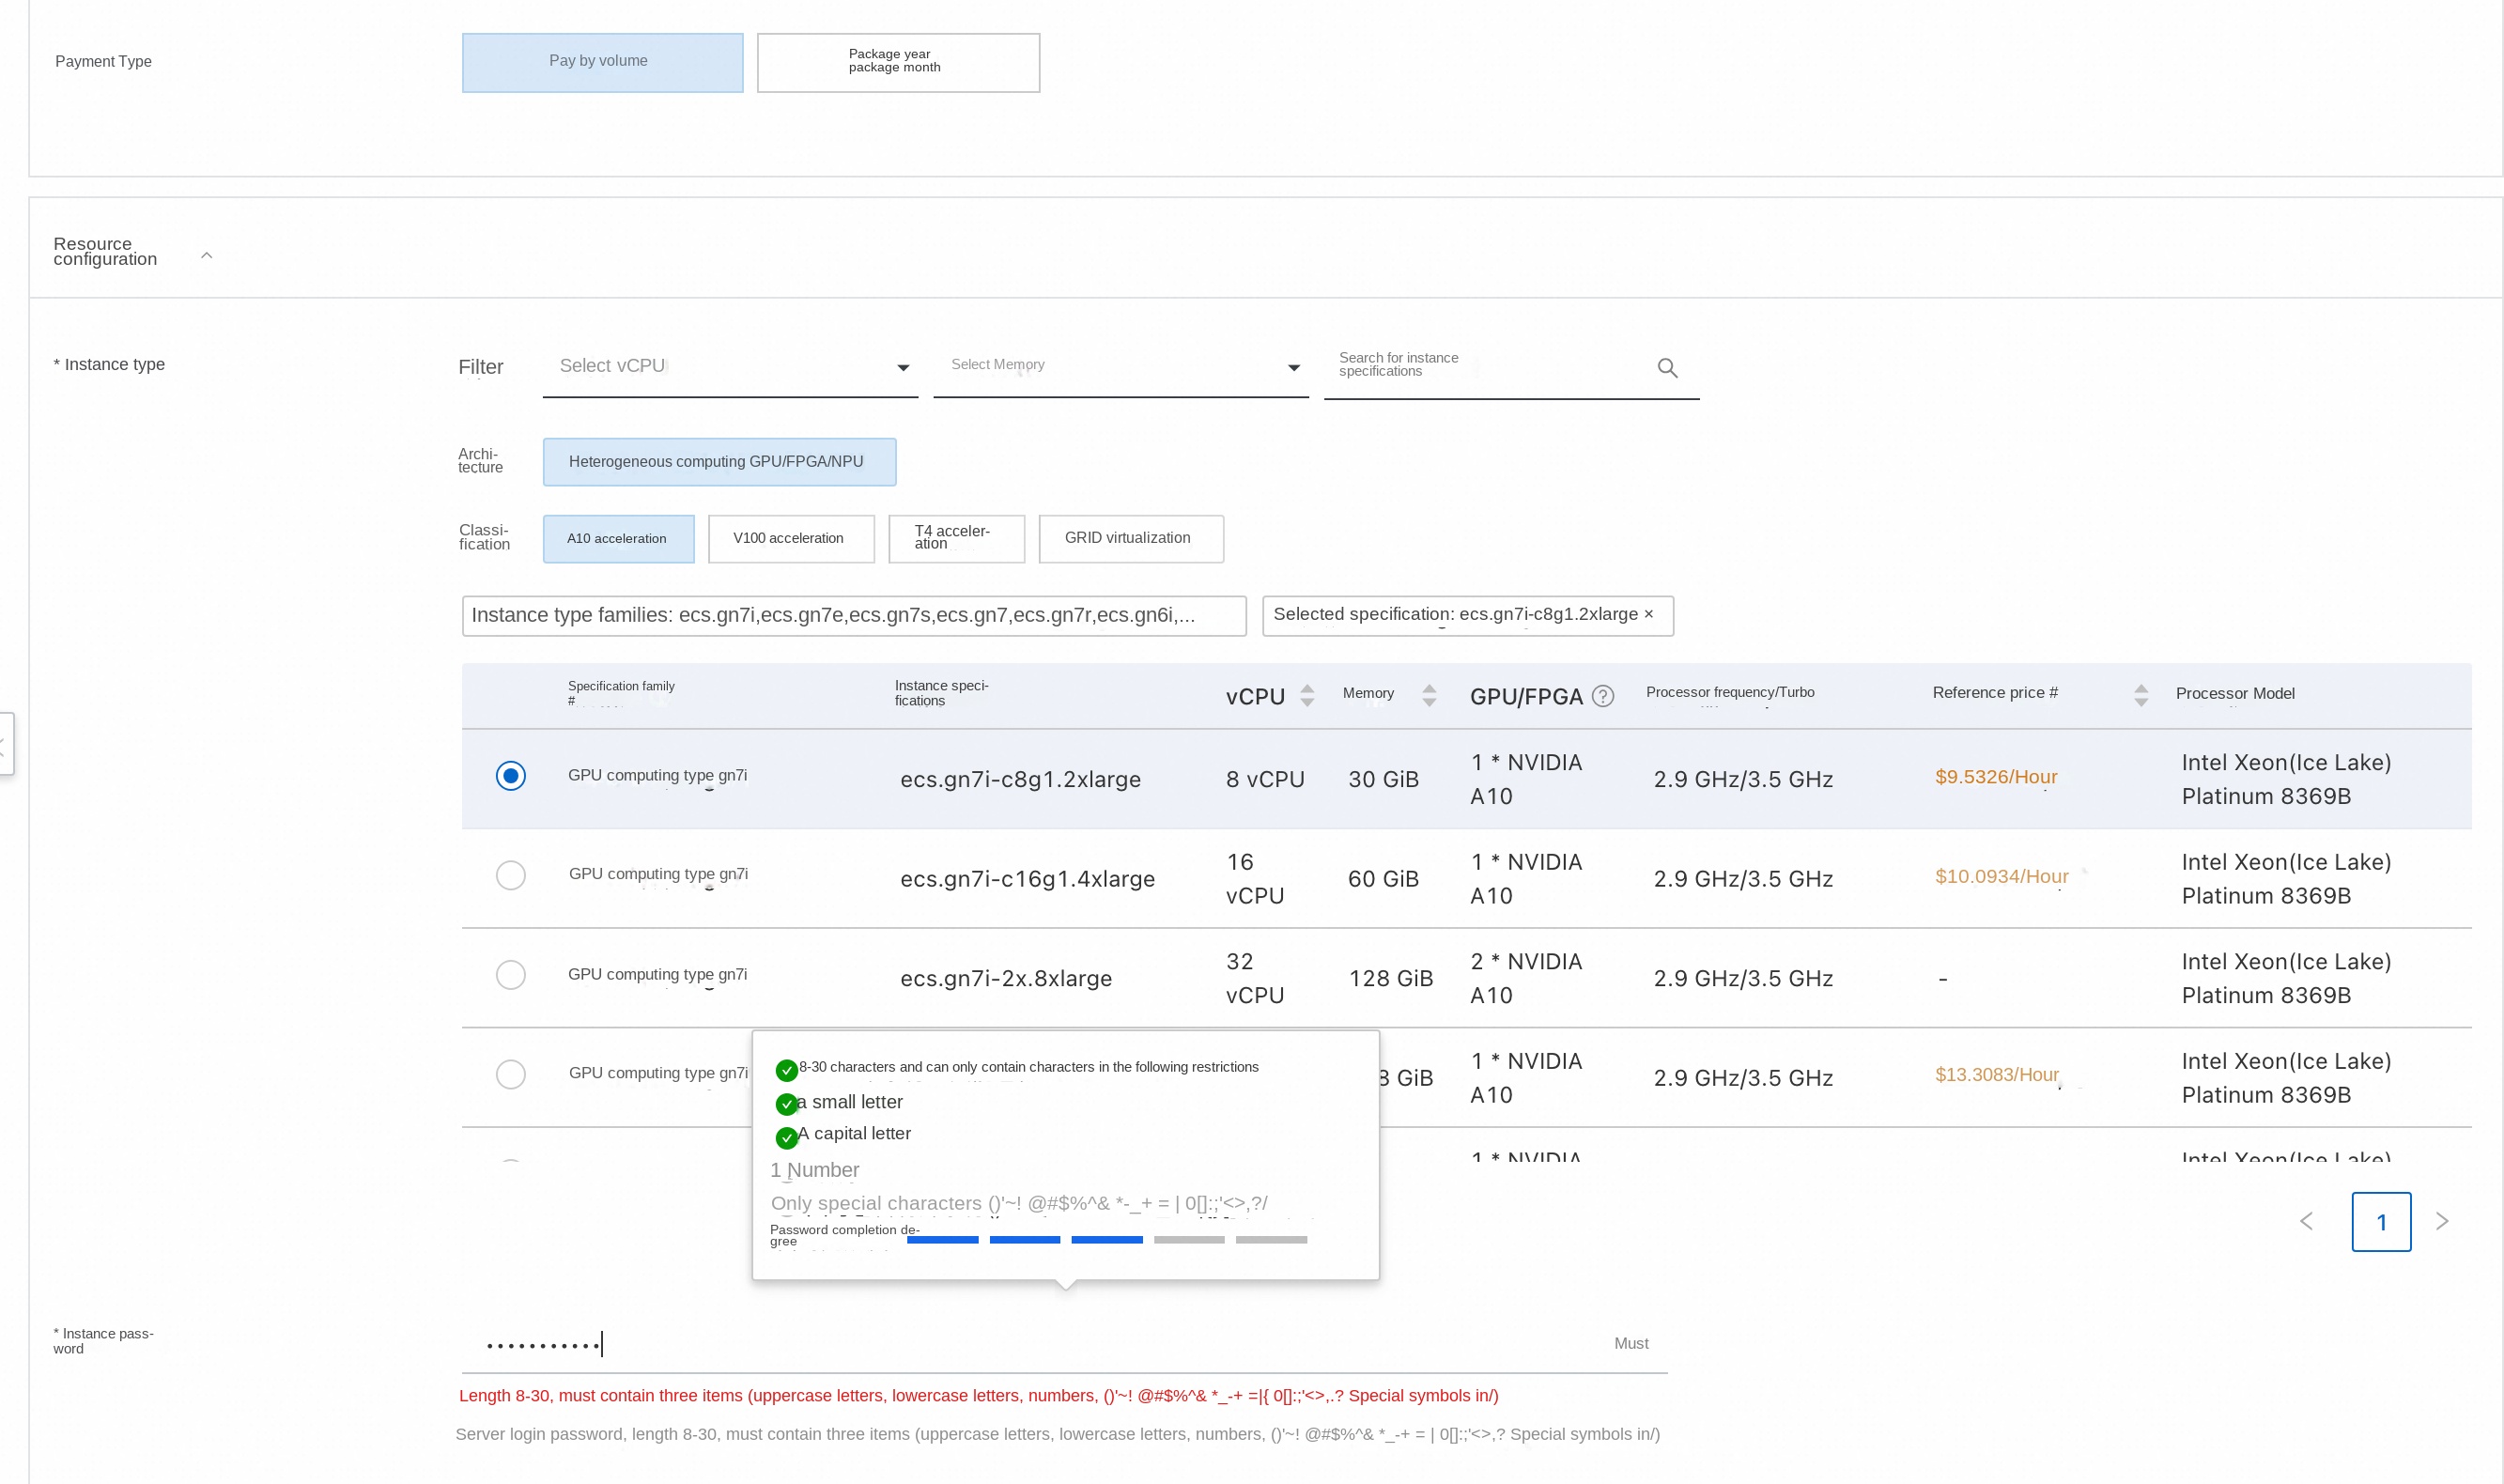 Payment Type
Pay by volume
Package year
package month
Resource
configuration
* Instance type
Filter
Select vCPU
Select Memory
Search for instance
specifications
Archi-
tecture
Heterogeneous computing GPU/FPGA/NPU
Classi-
fication
A10 acceleration
V100 acceleration
T4 acceler-
ation
GRID virtualization
Instance type families: ecs.gn7i,ecs.gn7e,ecs.gn7s,ecs.gn7,ecs.gn7r,ecs.gn6i,...
Selected specification: ecs.gn7i-c8g1.2xlarge ×
Specification family
#
Instance speci-
fications
vCPU
Memory
GPU/FPGA ?
Processor frequency/Turbo
Reference price #
Processor Model
GPU computing type gn7i
ecs.gn7i-c8g1.2xlarge
8 vCPU
30 GiB
1 * NVIDIA
A10
2.9 GHz/3.5 GHz
$9.5326/Hour
Intel Xeon(Ice Lake)
Platinum 8369B
GPU computing type gn7i
ecs.gn7i-c16g1.4xlarge
16
vCPU
60 GiB
1 * NVIDIA
A10
2.9 GHz/3.5 GHz
$10.0934/Hour
Intel Xeon(Ice Lake)
Platinum 8369B
GPU computing type gn7i
ecs.gn7i-2x.8xlarge
32
vCPU
128 GiB
2 * NVIDIA
A10
2.9 GHz/3.5 GHz
-
Intel Xeon(Ice Lake)
Platinum 8369B
GPU computing type gn7i
8 GiB
1 * NVIDIA
A10
2.9 GHz/3.5 GHz
$13.3083/Hour
Intel Xeon(Ice Lake)
Platinum 8369B
1 * NVIDIA
Intel Xeon(Ice Lake)
8-30 characters and can only contain characters in the following restrictions
a small letter
A capital letter
1 Number
Only special characters ()'~! @#$%^& *-_+ = | 0[]:;'<>,?/
Password completion de-
gree
1
* Instance pass-
word
Must
Length 8-30, must contain three items (uppercase letters, lowercase letters, numbers, ()'~! @#$%^& *_-+ =|{ 0[]:;'<>,.? Special symbols in/)
Server login password, length 8-30, must contain three items (uppercase letters, lowercase letters, numbers, ()'~! @#$%^& *_-+ = | 0[]:;'<>,? Special symbols in/)